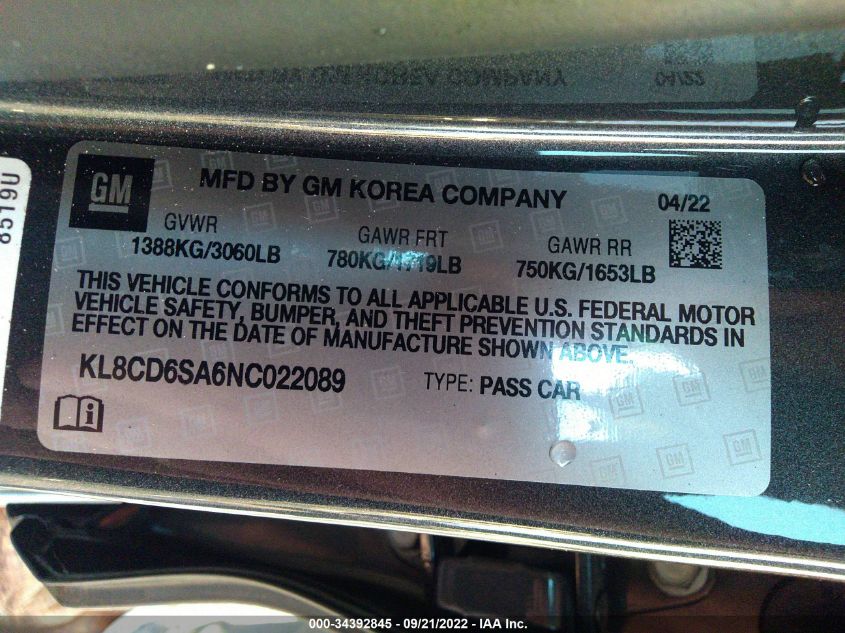 8519U
GM
MFD BY GM KOREA COMPANY
04/22
GVWR
1388KG/3060LB
GAWR FRT
780KG/1719LB
GAWR RR
750KG/1653LB
THIS VEHICLE CONFORMS TO ALL APPLICABLE U.S. FEDERAL MOTOR
VEHICLE SAFETY, BUMPER, AND THEFT PREVENTION STANDARDS IN
EFFECT ON THE DATE OF MANUFACTURE SHOWN ABOVE.
KL8CD6SA6NC022089
TYPE: PASS CAR
000-34392845 - 09/21/2022 - IAA Inc.